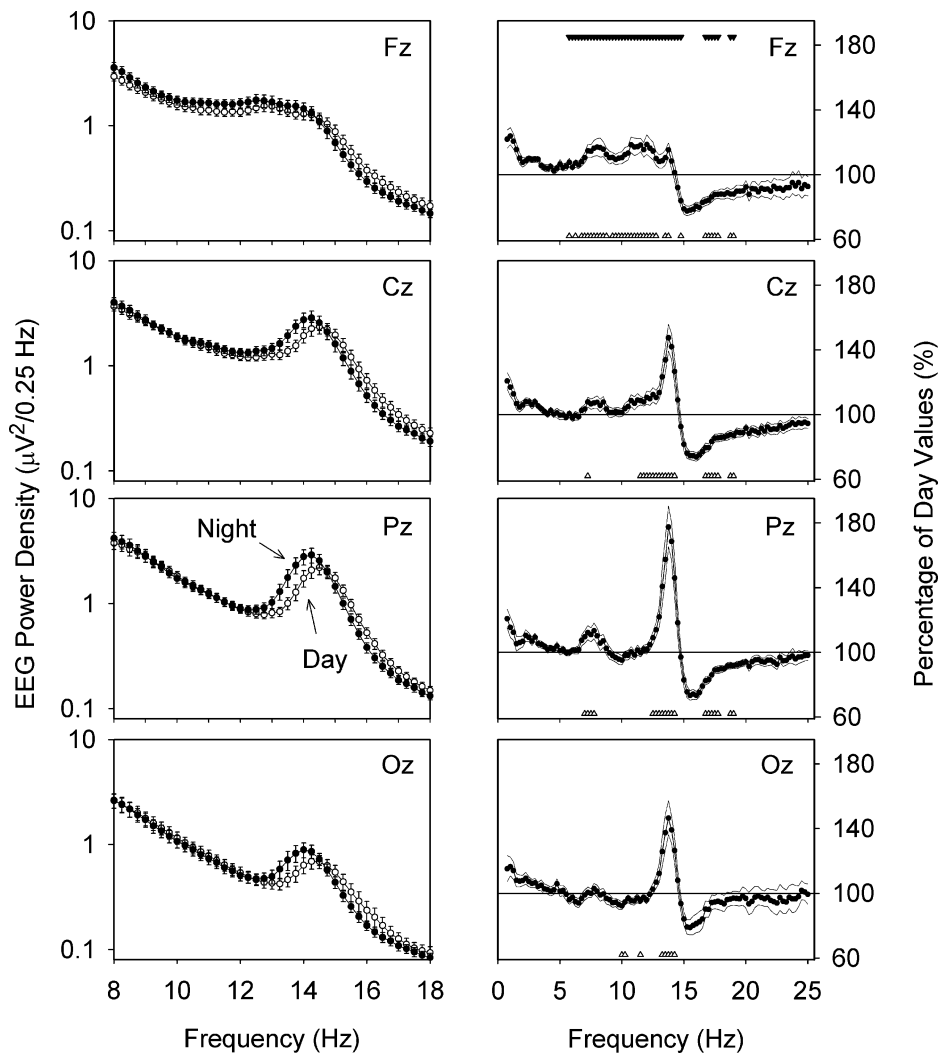 10
1
0.1
Fz
180
140
100
60
Fz
10
1
0.1
Cz
180
140
100
60
Cz
10
1
0.1
Pz
Night
Day
180
140
100
60
Pz
10
1
0.1
Oz
180
140
100
60
Oz
8 10 12 14 16 18
0 5 10 15 20 25
Frequency (Hz)
Frequency (Hz)
EEG Power Density (μV²/0.25 Hz)
Percentage of Day Values (%)